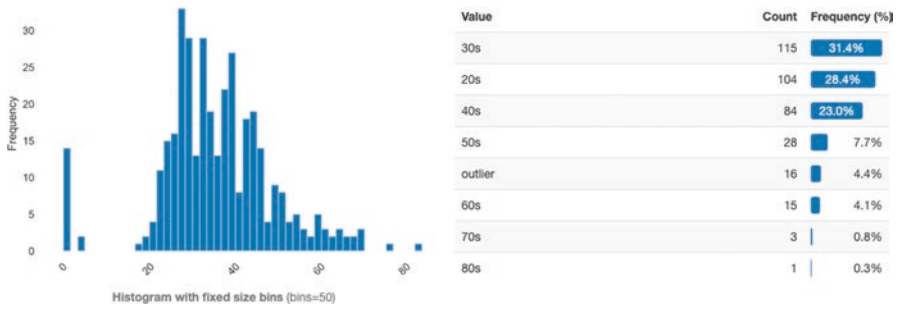 Frequency
30
25
20
15
10
5
0
0
20
40
60
80
Histogram with fixed size bins (bins=50)
Value Count Frequency (%)
30s 115 31.4%
20s 104 28.4%
40s 84 23.0%
50s 28 7.7%
outlier 16 4.4%
60s 15 4.1%
70s 3 0.8%
80s 1 0.3%